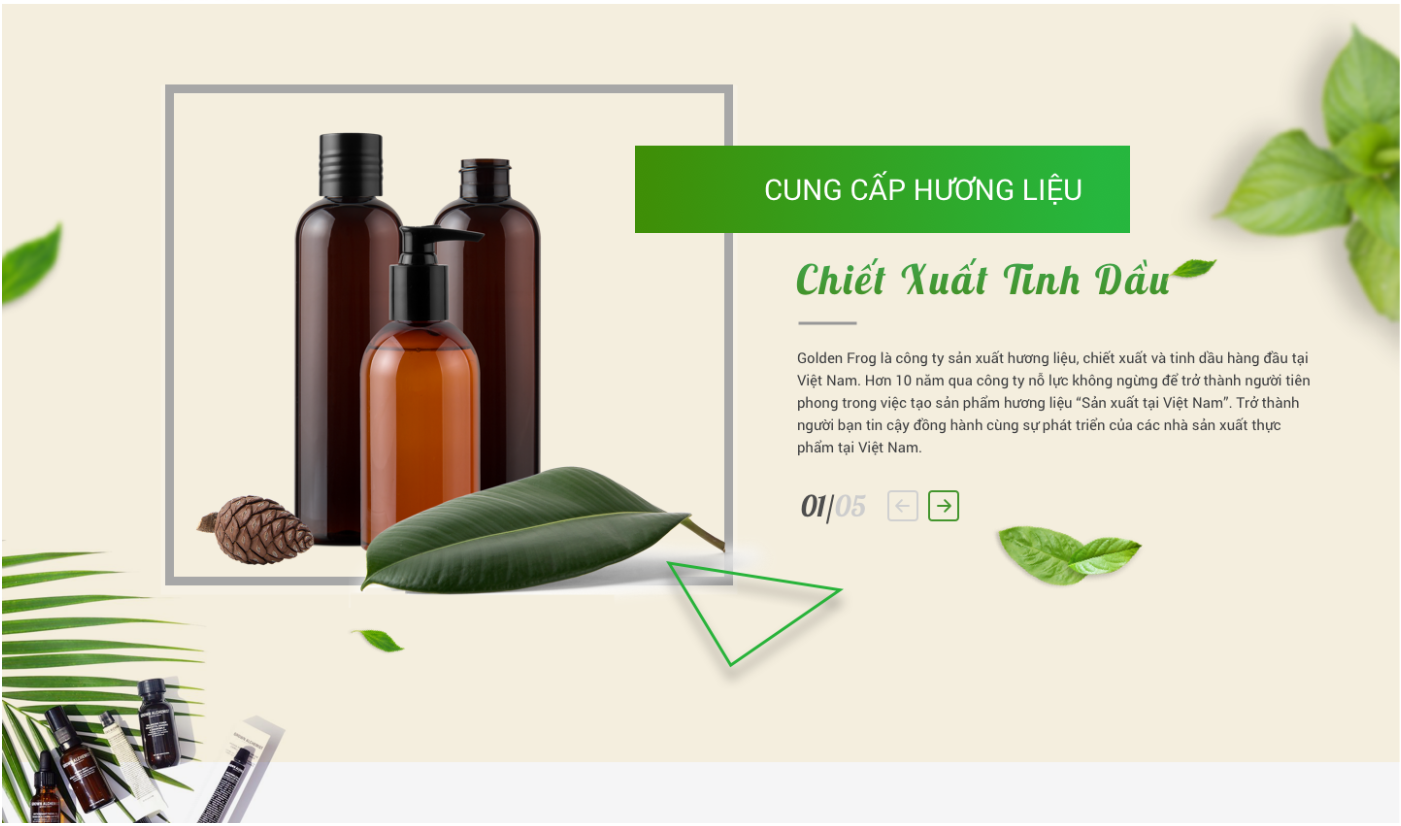 CUNG CẤP HƯƠNG LIỆU
Chiết Xuất Tinh Dầu
Golden Frog là công ty sản xuất hương liệu, chiết xuất và tinh dầu hàng đầu tại
Việt Nam. Hơn 10 năm qua công ty nỗ lực không ngừng để trở thành người tiên
phong trong việc tạo sản phẩm hương liệu “Sản xuất tại Việt Nam”. Trở thành
người bạn tin cậy đồng hành cùng sự phát triển của các nhà sản xuất thực
phẩm tại Việt Nam.
01/05